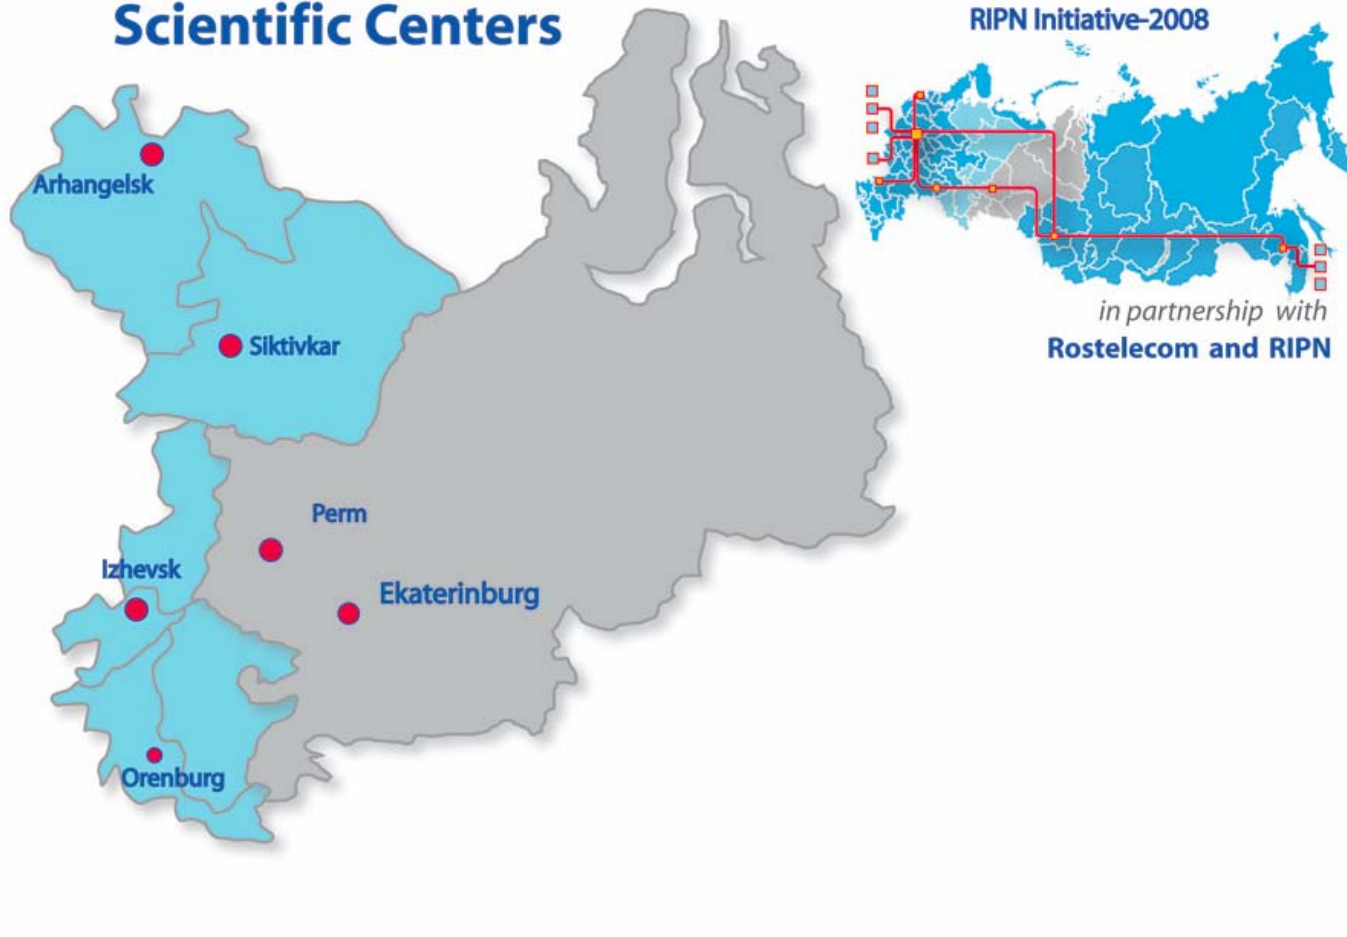 Scientific Centers
RIPN Initiative-2008
in partnership with
Rostelecom and RIPN
Arhangelsk
Siktivkar
Perm
Izhevsk
Ekaterinburg
Orenburg